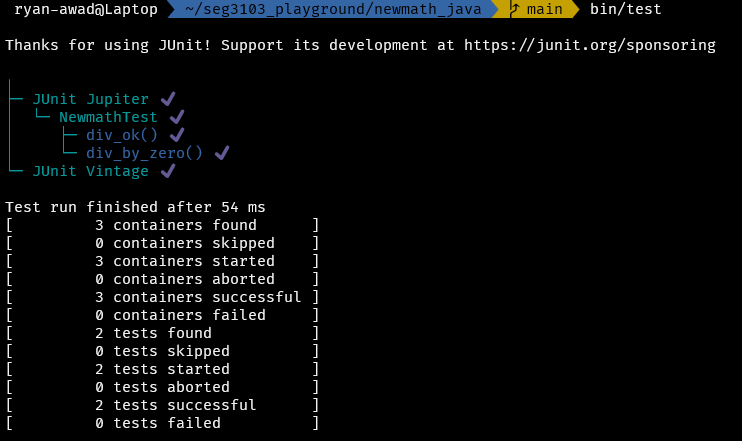 ryan-awad@Laptop ~/seg3103_playground/newmath_java main bin/test
Thanks for using JUnit! Support its development at https://junit.org/sponsoring
├─ JUnit Jupiter ✔
│  └─ NewmathTest ✔
│     ├─ div_ok() ✔
│     └─ div_by_zero() ✔
└─ JUnit Vintage ✔
Test run finished after 54 ms
[         3 containers found      ]
[         0 containers skipped    ]
[         3 containers started    ]
[         0 containers aborted    ]
[         3 containers successful ]
[         0 containers failed     ]
[         2 tests found           ]
[         0 tests skipped         ]
[         2 tests started         ]
[         0 tests aborted         ]
[         2 tests successful      ]
[         0 tests failed          ]